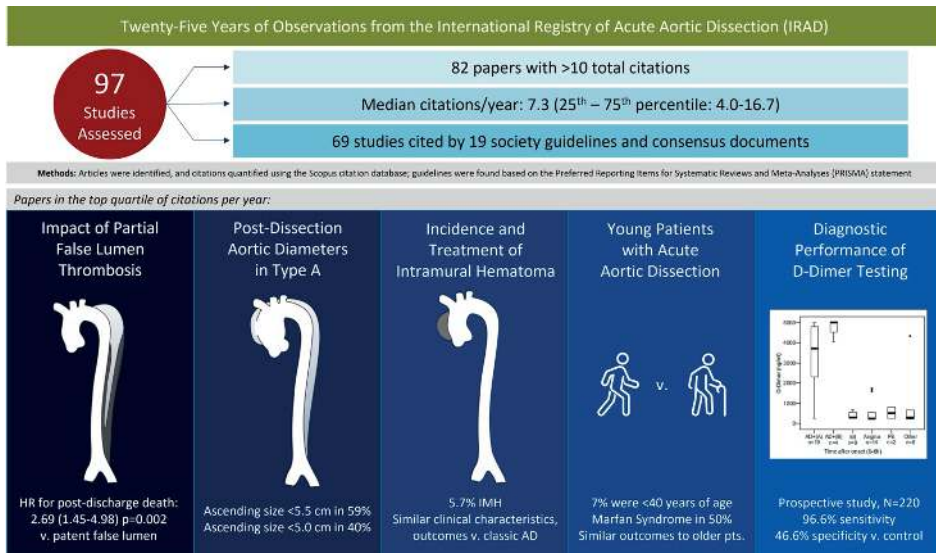 Twenty-Five Years of Observations from the International Registry of Acute Aortic Dissection (IRAD)
97
Studies
Assessed
82 papers with >10 total citations
Median citations/year: 7.3 (25th – 75th percentile: 4.0-16.7)
69 studies cited by 19 society guidelines and consensus documents
Methods: Articles were identified, and citations quantified using the Scopus citation database; guidelines were found based on the Preferred Reporting Items for Systematic Reviews and Meta-Analyses (PRISMA) statement
Papers in the top quartile of citations per year:
Impact of Partial
False Lumen
Thrombosis
HR for post-discharge death:
2.69 (1.45-4.98) p=0.002
v. patent false lumen
Post-Dissection
Aortic Diameters
in Type A
Ascending size <5.5 cm in 59%
Ascending size <5.0 cm in 40%
Incidence and
Treatment of
Intramural Hematoma
5.7% IMH
Similar clinical characteristics,
outcomes v. classic AD
Young Patients
with Acute
Aortic Dissection
v.
7% were <40 years of age
Marfan Syndrome in 50%
Similar outcomes to older pts.
Diagnostic
Performance of
D-Dimer Testing
5000
4000
3000
2000
1000
0
Angina
PE
Other
Prospective study, N=220
96.6% sensitivity
46.6% specificity v. control